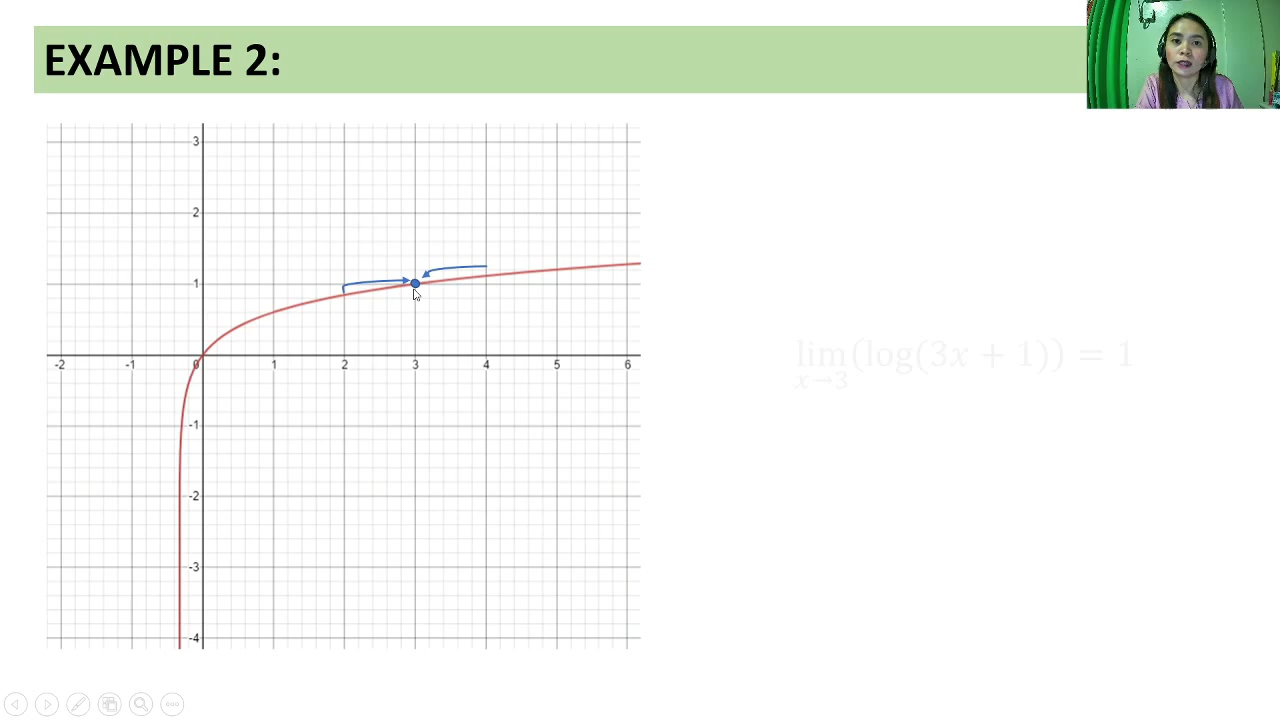 EXAMPLE 2:
3
2
1
-2 -1 0 1 2 3 4 5 6
-1
-2
-3
-4
lim(log(3x + 1)) = 1
x→3